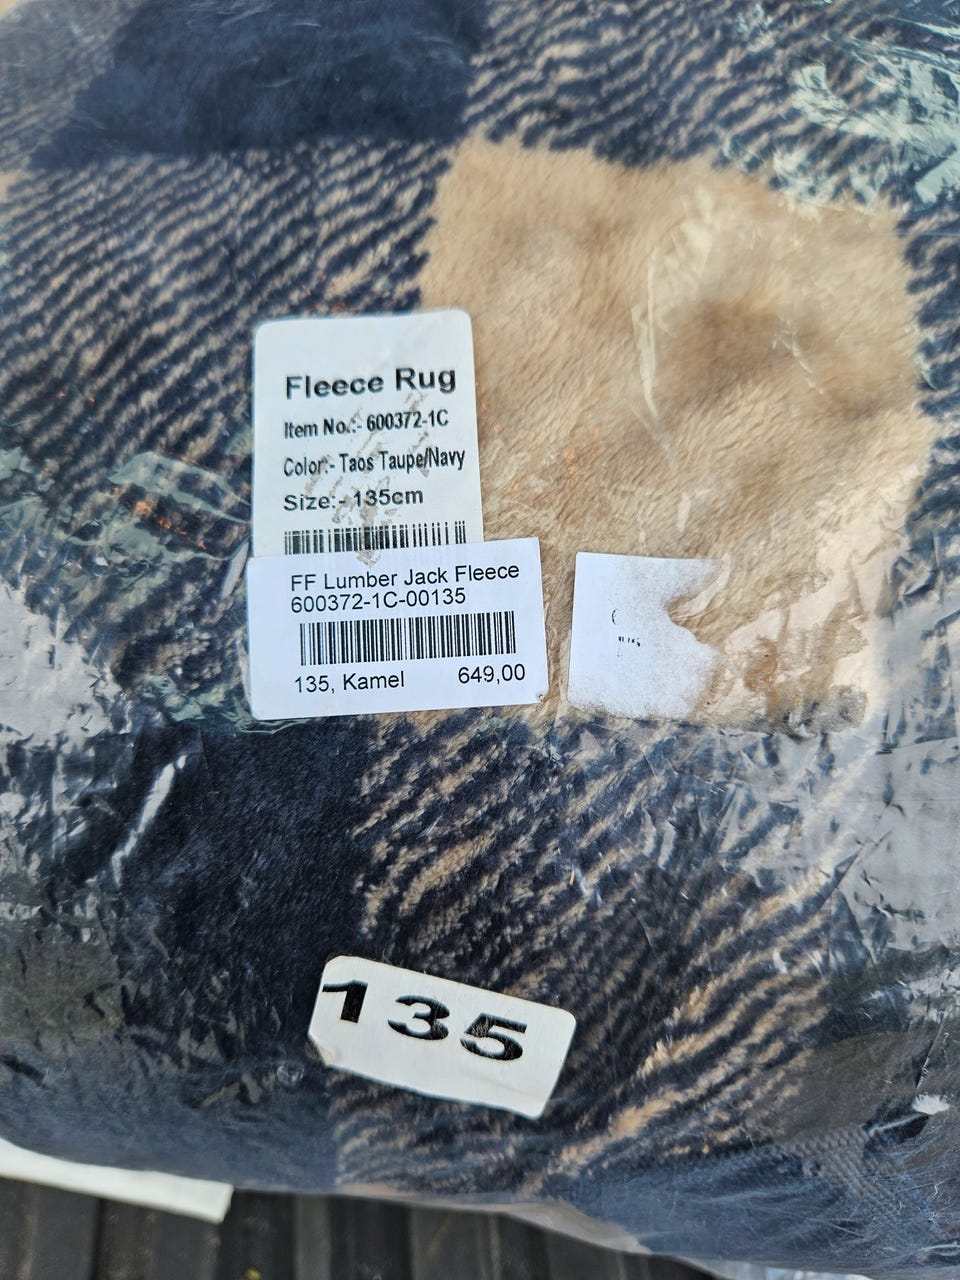 Fleece Rug
Item No.:- 600372-1C
Color:- Taos Taupe/Navy
Size:- 135cm
FF Lumber Jack Fleece
600372-1C-00135
135, Kamel 649,00
135